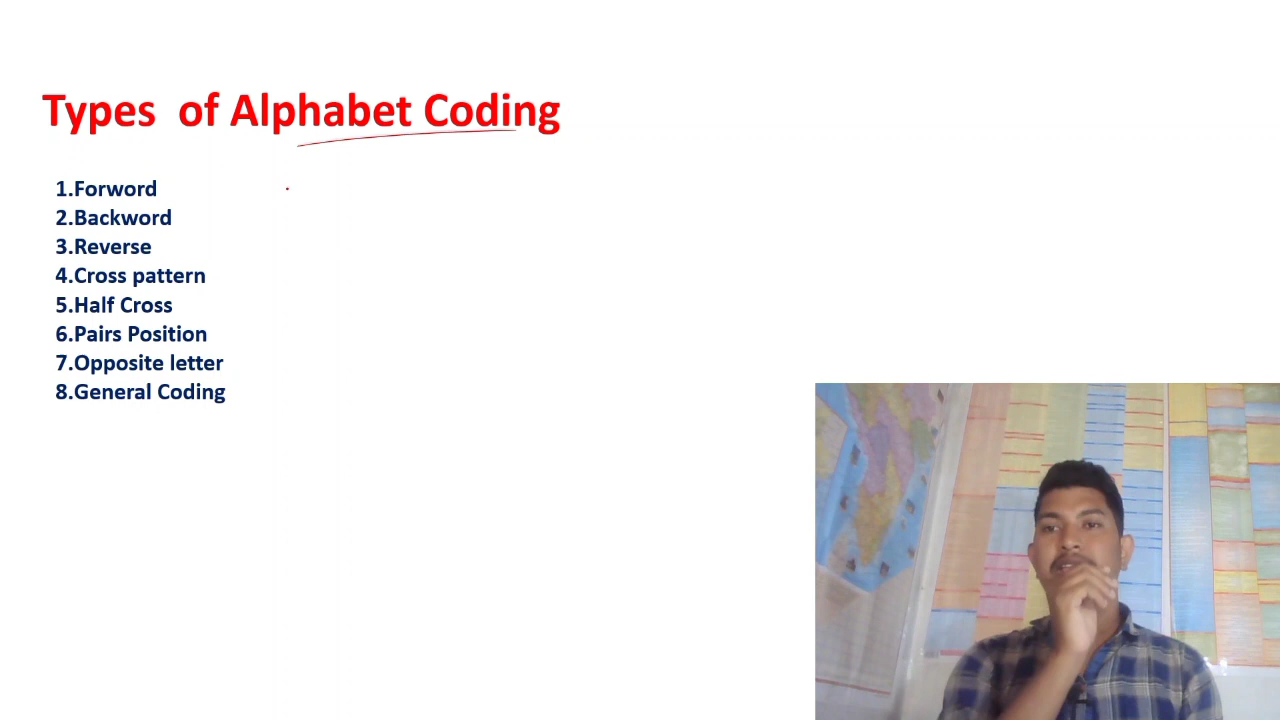 Types of Alphabet Coding
1.Forword
2.Backword
3.Reverse
4.Cross pattern
5.Half Cross
6.Pairs Position
7.Opposite letter
8.General Coding